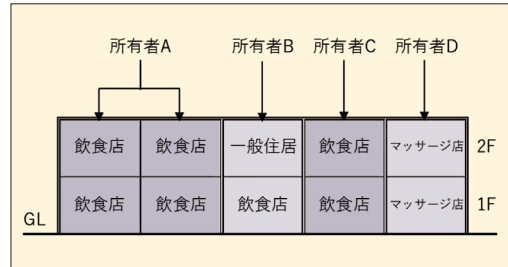 所有者A 所有者B 所有者C 所有者D
飲食店 飲食店 一般住居 飲食店 マッサージ店 2F
飲食店 飲食店 飲食店 飲食店 マッサージ店 1F
GL